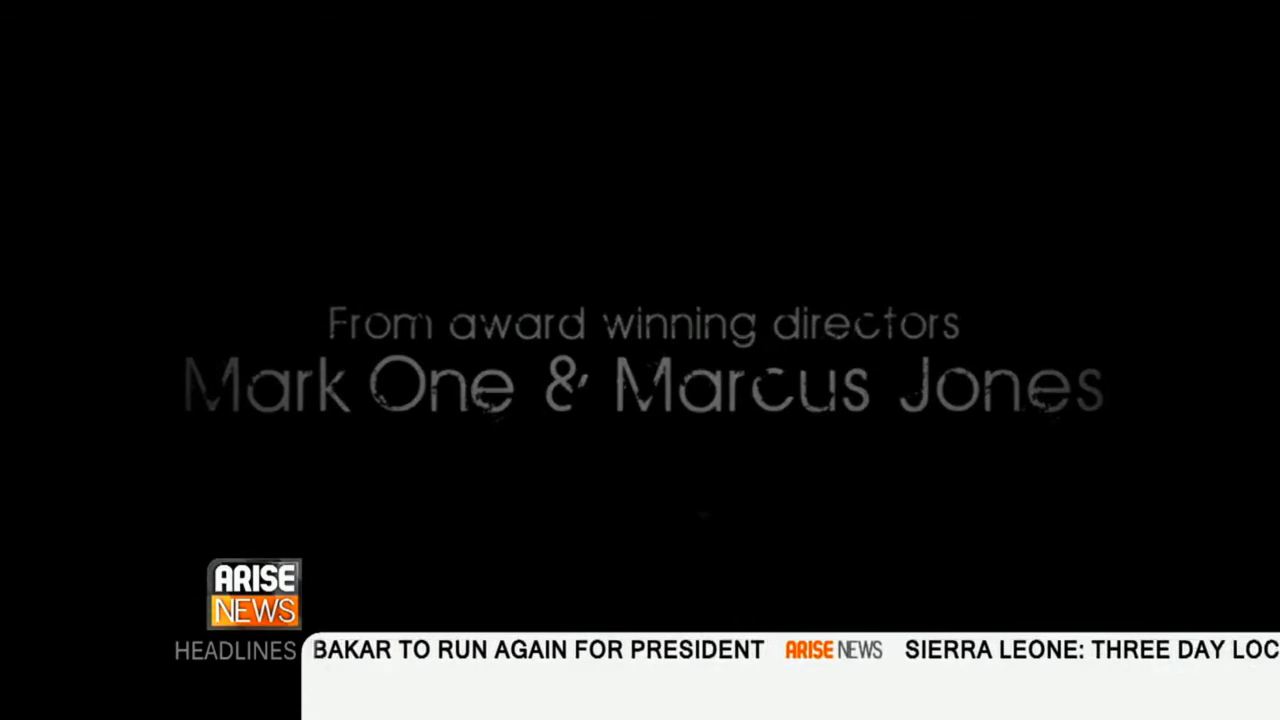 From award winning directors
Mark One & Marcus Jones
ARISE
NEWS
HEADLINES
BAKAR TO RUN AGAIN FOR PRESIDENT ARISE NEWS SIERRA LEONE: THREE DAY LOC